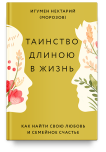 ИГУМЕН НЕКТАРИЙ
(МОРОЗОВ)
ТАИНСТВО
ДЛИНОЮ
В ЖИЗНЬ
КАК НАЙТИ СВОЮ ЛЮБОВЬ
И СЕМЕЙНОЕ СЧАСТЬЕ